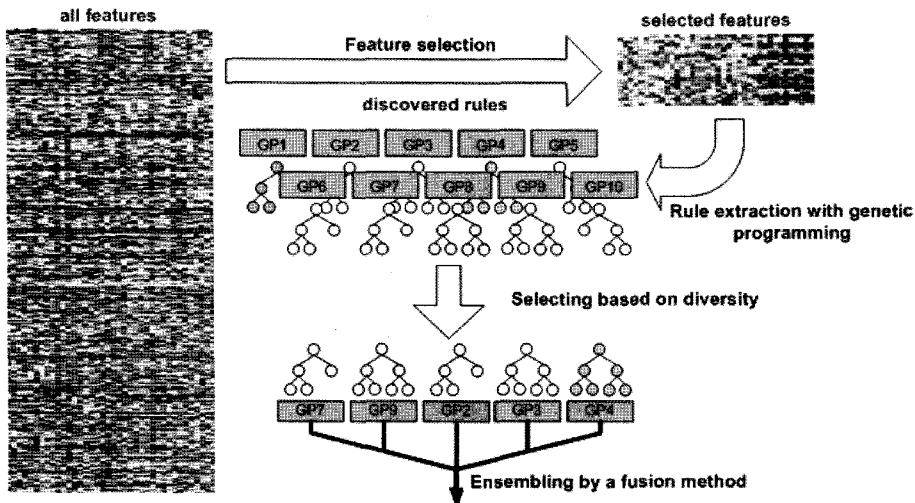 all features
selected features
Feature selection
discovered rules
GP1 GP2 GP3 GP4 GP5
GP6 GP7 GP8 GP9 GP10
Rule extraction with genetic
programming
Selecting based on diversity
GP7 GP9 GP2 GP3 GP4
Ensembling by a fusion method